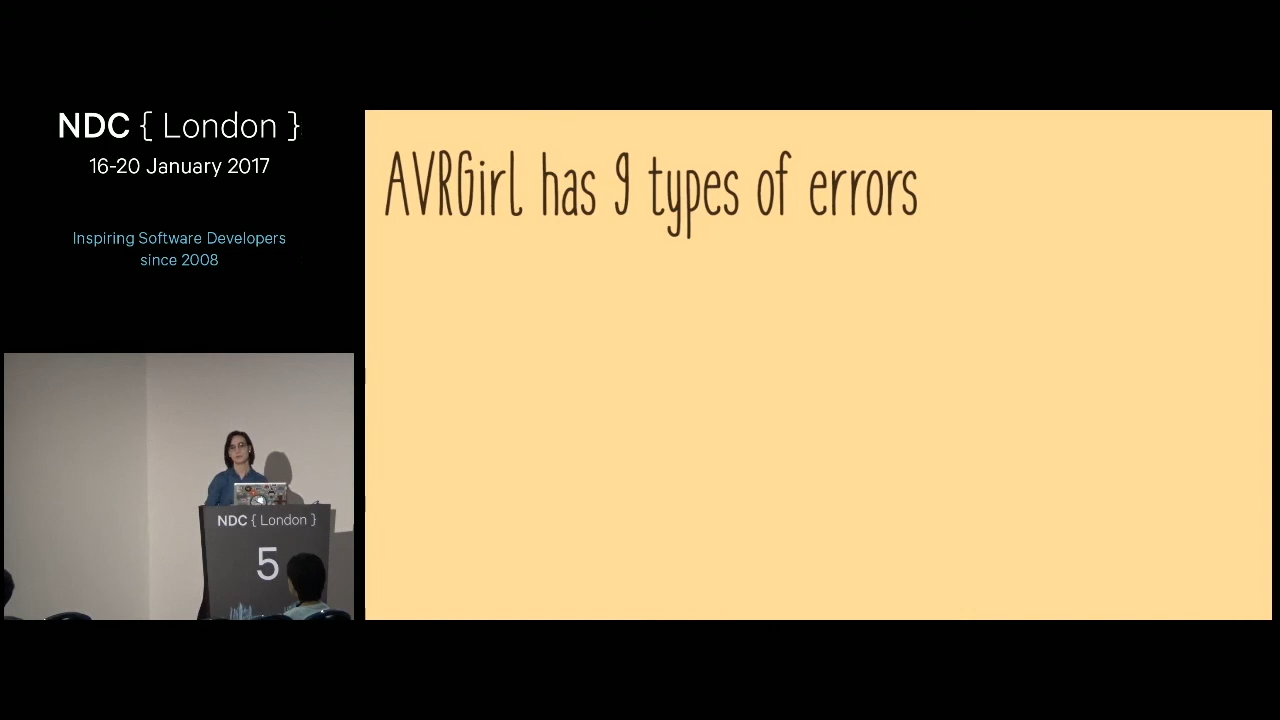 NDC { London }
16-20 January 2017
Inspiring Software Developers
since 2008
AVRGirl has 9 types of errors
NDC { London }
5